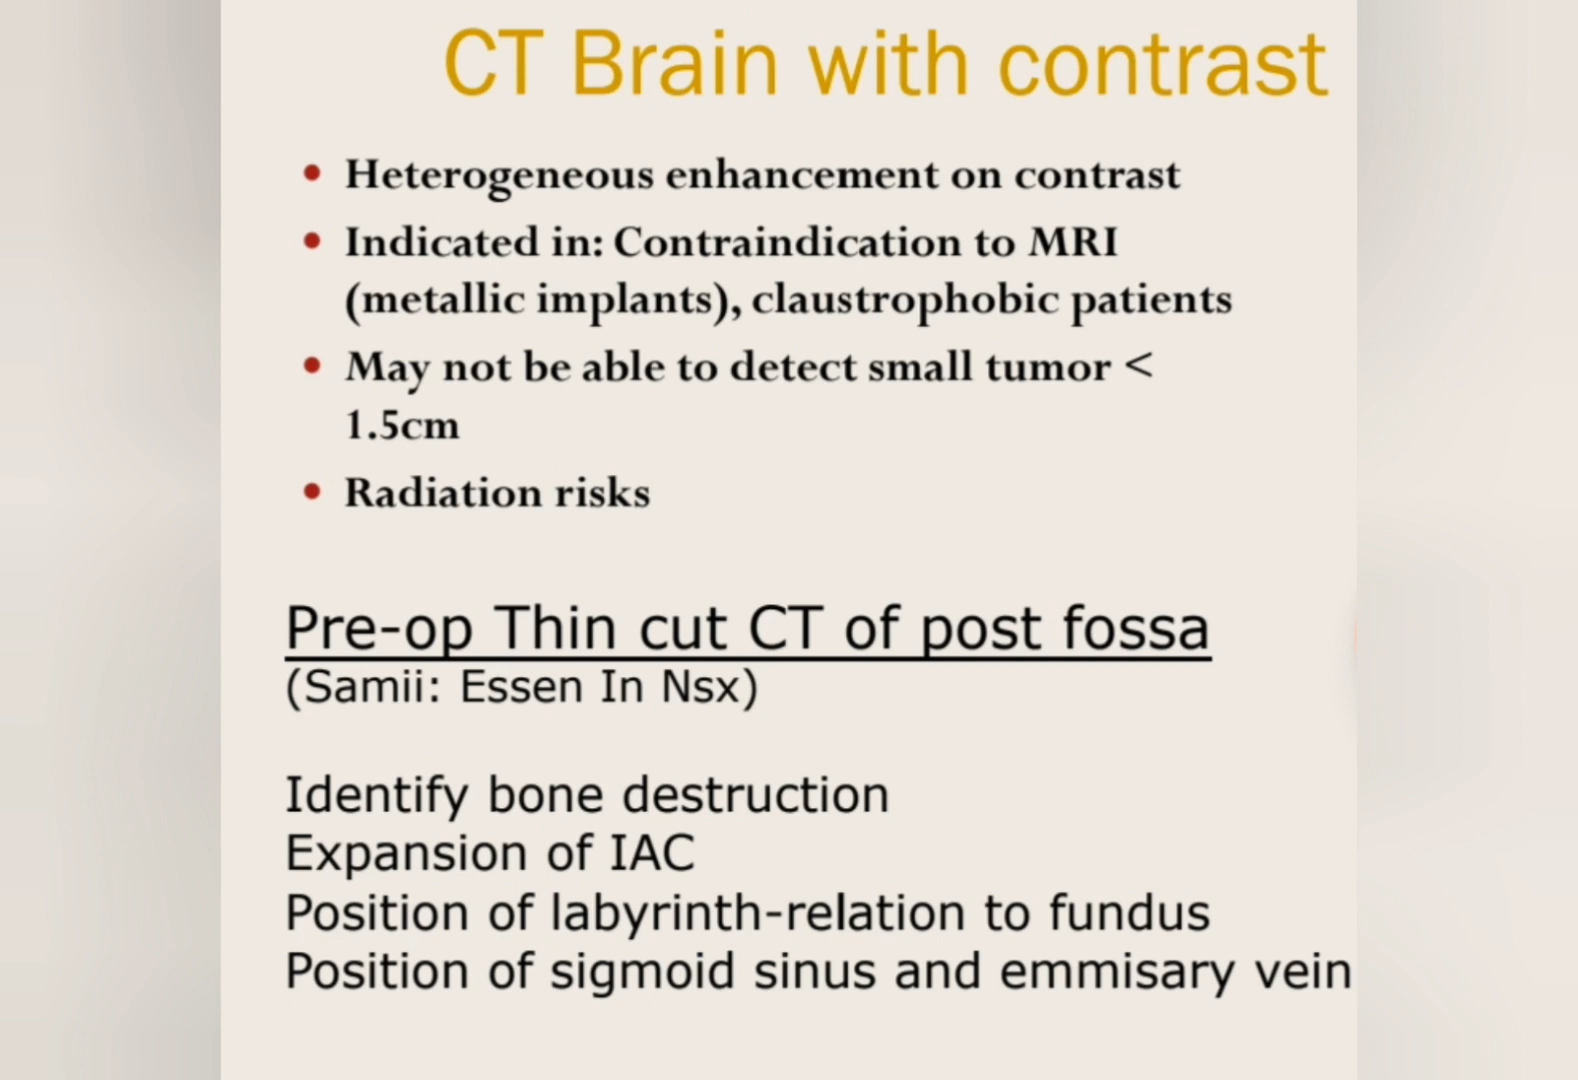 CT Brain with contrast
• Heterogeneous enhancement on contrast
• Indicated in: Contraindication to MRI
(metallic implants), claustrophobic patients
• May not be able to detect small tumor <
1.5cm
• Radiation risks
Pre-op Thin cut CT of post fossa
(Samii: Essen In Nsx)
Identify bone destruction
Expansion of IAC
Position of labyrinth-relation to fundus
Position of sigmoid sinus and emmisary vein